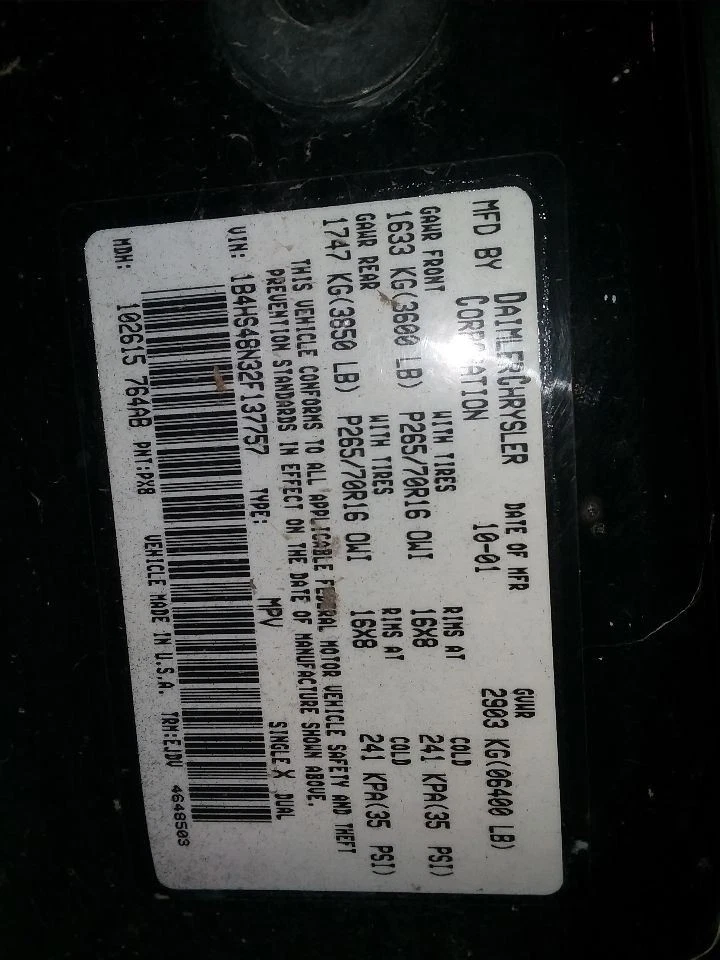 MFD BY DAIMLERCHRYSLER CORPORATION
DATE OF MFR 10-01
GVWR 2903 KG(06400 LB)
GAWR FRONT WITH TIRES RIMS AT COLD
1633 KG(3600 LB) P265/70R16 OWI 16X8 241 KPA(35 PSI)
GAWR REAR WITH TIRES RIMS AT COLD
1747 KG(3850 LB) P265/70R16 OWI 16X8 241 KPA(35 PSI)
THIS VEHICLE CONFORMS TO ALL APPLICABLE FEDERAL MOTOR VEHICLE SAFETY AND THEFT
PREVENTION STANDARDS IN EFFECT ON THE DATE OF MANUFACTURE SHOWN ABOVE.
VIN: 1B4HS48N32F137757 TYPE: MPV SINGLE X DUAL
MDH: 102615 764AB PNT:PX8 VEHICLE MADE IN U.S.A. TRM:EJDV 4648503